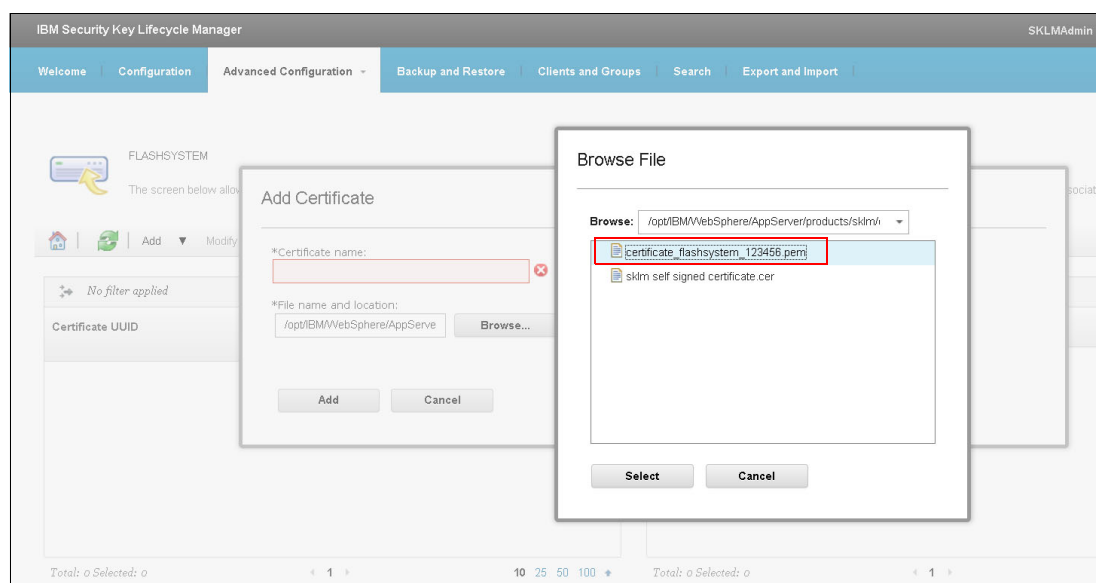 IBM Security Key Lifecycle Manager
SKLMAdmin
Welcome
Configuration
Advanced Configuration
Backup and Restore
Clients and Groups
Search
Export and Import
FLASHSYSTEM
The screen below allow
sociat
Add
Modify
No filter applied
Certificate UUID
Total: 0 Selected: 0
1
10 25 50 100
Total: 0 Selected: 0
1
Add Certificate
*Certificate name:
*File name and location:
/opt/IBM/WebSphere/AppServe
Browse...
Add
Cancel
Browse File
Browse:
/opt/IBM/WebSphere/AppServer/products/sklm/
certificate_flashsystem_123456.pem
sklm self signed certificate.cer
Select
Cancel